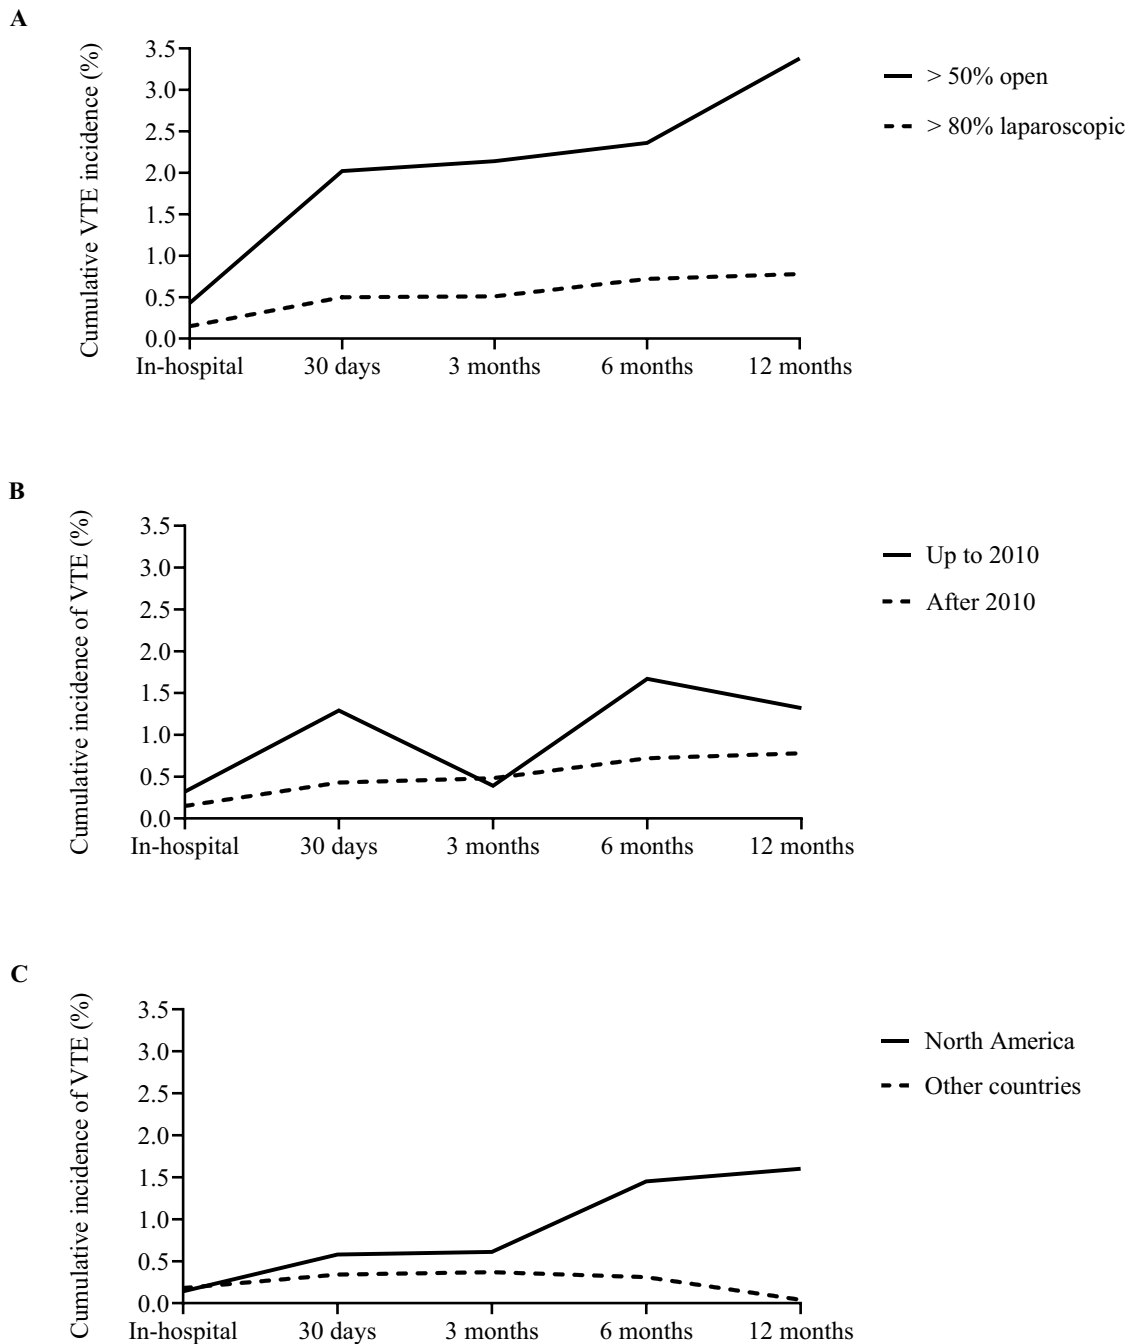 A
Cumulative VTE incidence (%)
3.5
3.0
2.5
2.0
1.5
1.0
0.5
0.0
In-hospital 30 days 3 months 6 months 12 months
> 50% open
> 80% laparoscopic
B
Cumulative incidence of VTE (%)
3.5
3.0
2.5
2.0
1.5
1.0
0.5
0.0
In-hospital 30 days 3 months 6 months 12 months
Up to 2010
After 2010
C
Cumulative incidence of VTE (%)
3.5
3.0
2.5
2.0
1.5
1.0
0.5
0.0
In-hospital 30 days 3 months 6 months 12 months
North America
Other countries